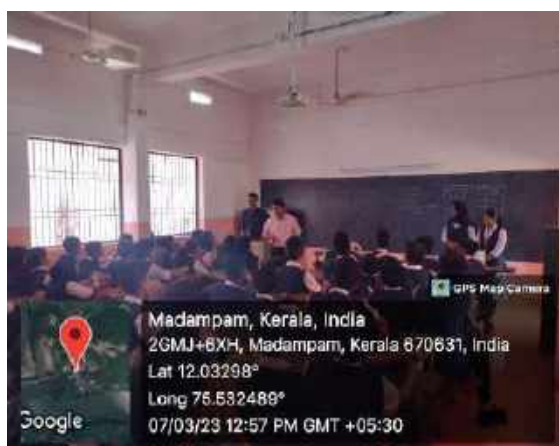 GPS Map Camera
Madampam, Kerala, India
2GMJ+6XH, Madampam, Kerala 670631, India
Lat 12.03298°
Long 75.532489°
07/03/23 12:57 PM GMT +05:30
Google